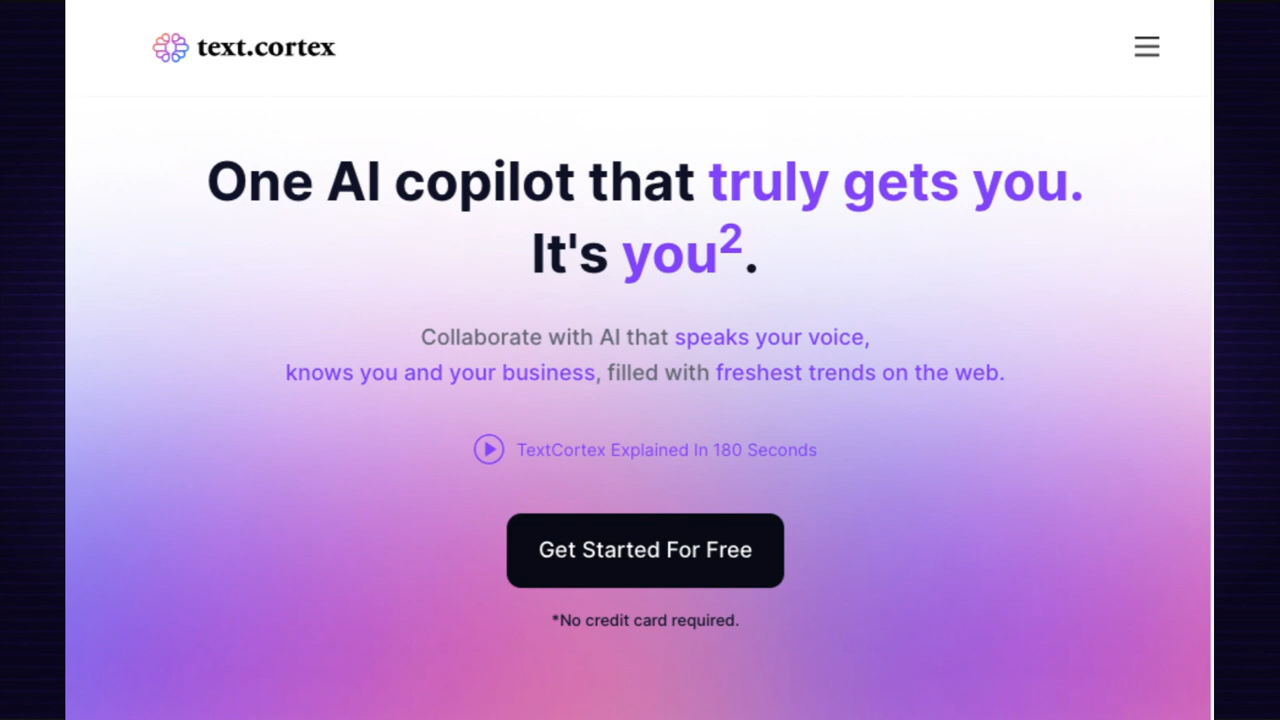 text.cortex
One AI copilot that truly gets you.
It's you².
Collaborate with AI that speaks your voice,
knows you and your business, filled with freshest trends on the web.
TextCortex Explained In 180 Seconds
Get Started For Free
*No credit card required.